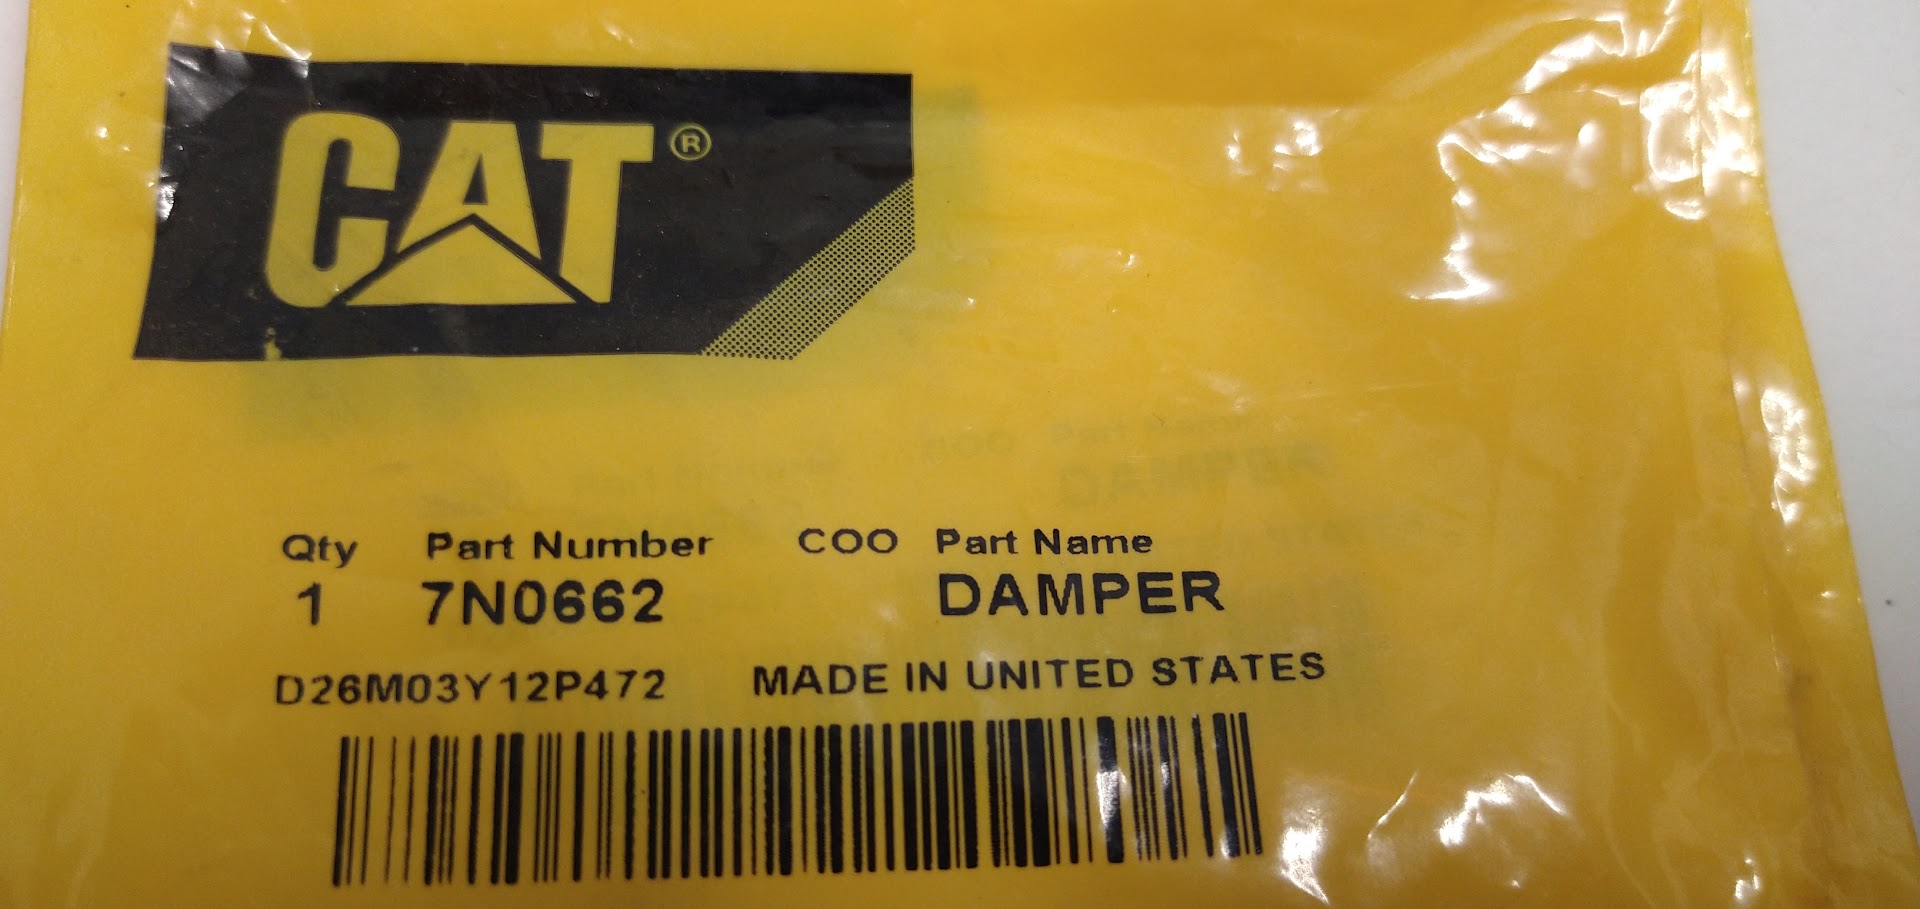 CAT®
Qty Part Number COO Part Name
1 7N0662 DAMPER
D26M03Y12P472 MADE IN UNITED STATES